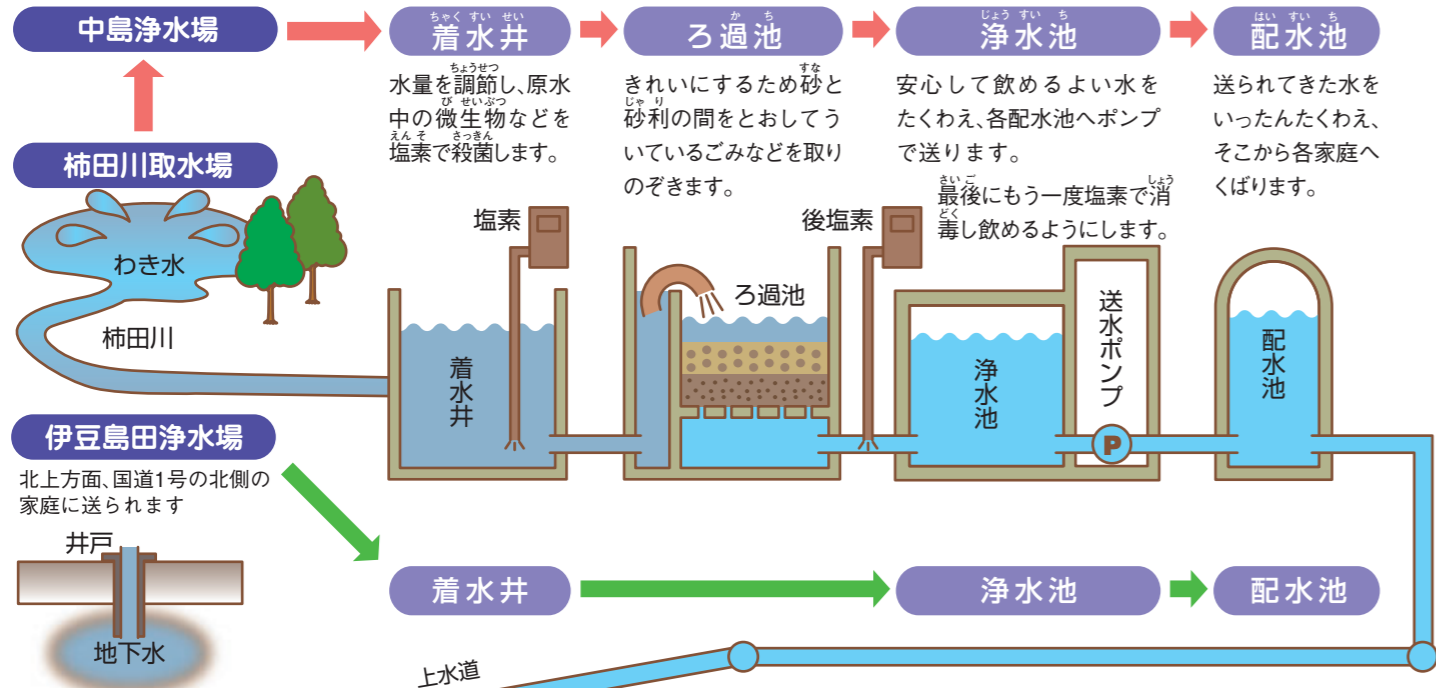 中島浄水場
着水井
ちゃくすいせい
水量を調節し、原水
ちょうせつ
中の微生物などを
びせいぶつ
塩素で殺菌します。
えんそ
さっきん
ろ過池
かち
きれいにするため砂と
すな
砂利の間をとおしてう
じゃり
いているごみなどを取り
のぞきます。
浄水池
じょうすいち
安心して飲めるよい水を
たくわえ、各配水池へポンプ
で送ります。
最後にもう一度塩素で消
さいご
しょう
毒し飲めるようにします。
どく
配水池
はいすいち
送られてきた水を
いったんたくわえ、
そこから各家庭へ
くばります。
柿田川取水場
わき水
柿田川
塩素
着水井
ろ過池
後塩素
浄水池
送水ポンプ
P
配水池
伊豆島田浄水場
北上方面、国道1号の北側の
家庭に送られます
井戸
地下水
着水井
浄水池
配水池
上水道